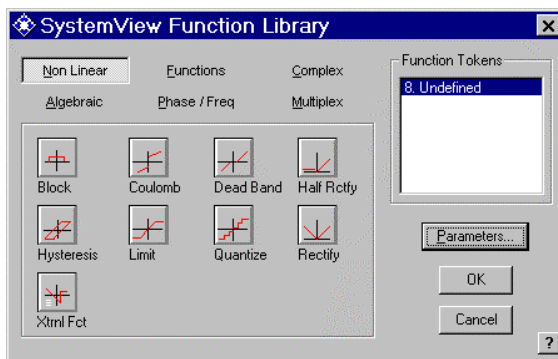 SystemView Function Library
Non Linear Functions Complex
Algebraic Phase / Freq Multiplex
Function Tokens
8. Undefined
Block Coulomb Dead Band Half Rctfy
Hysteresis Limit Quantize Rectify
Xtrnl Fct
Parameters...
OK
Cancel
?